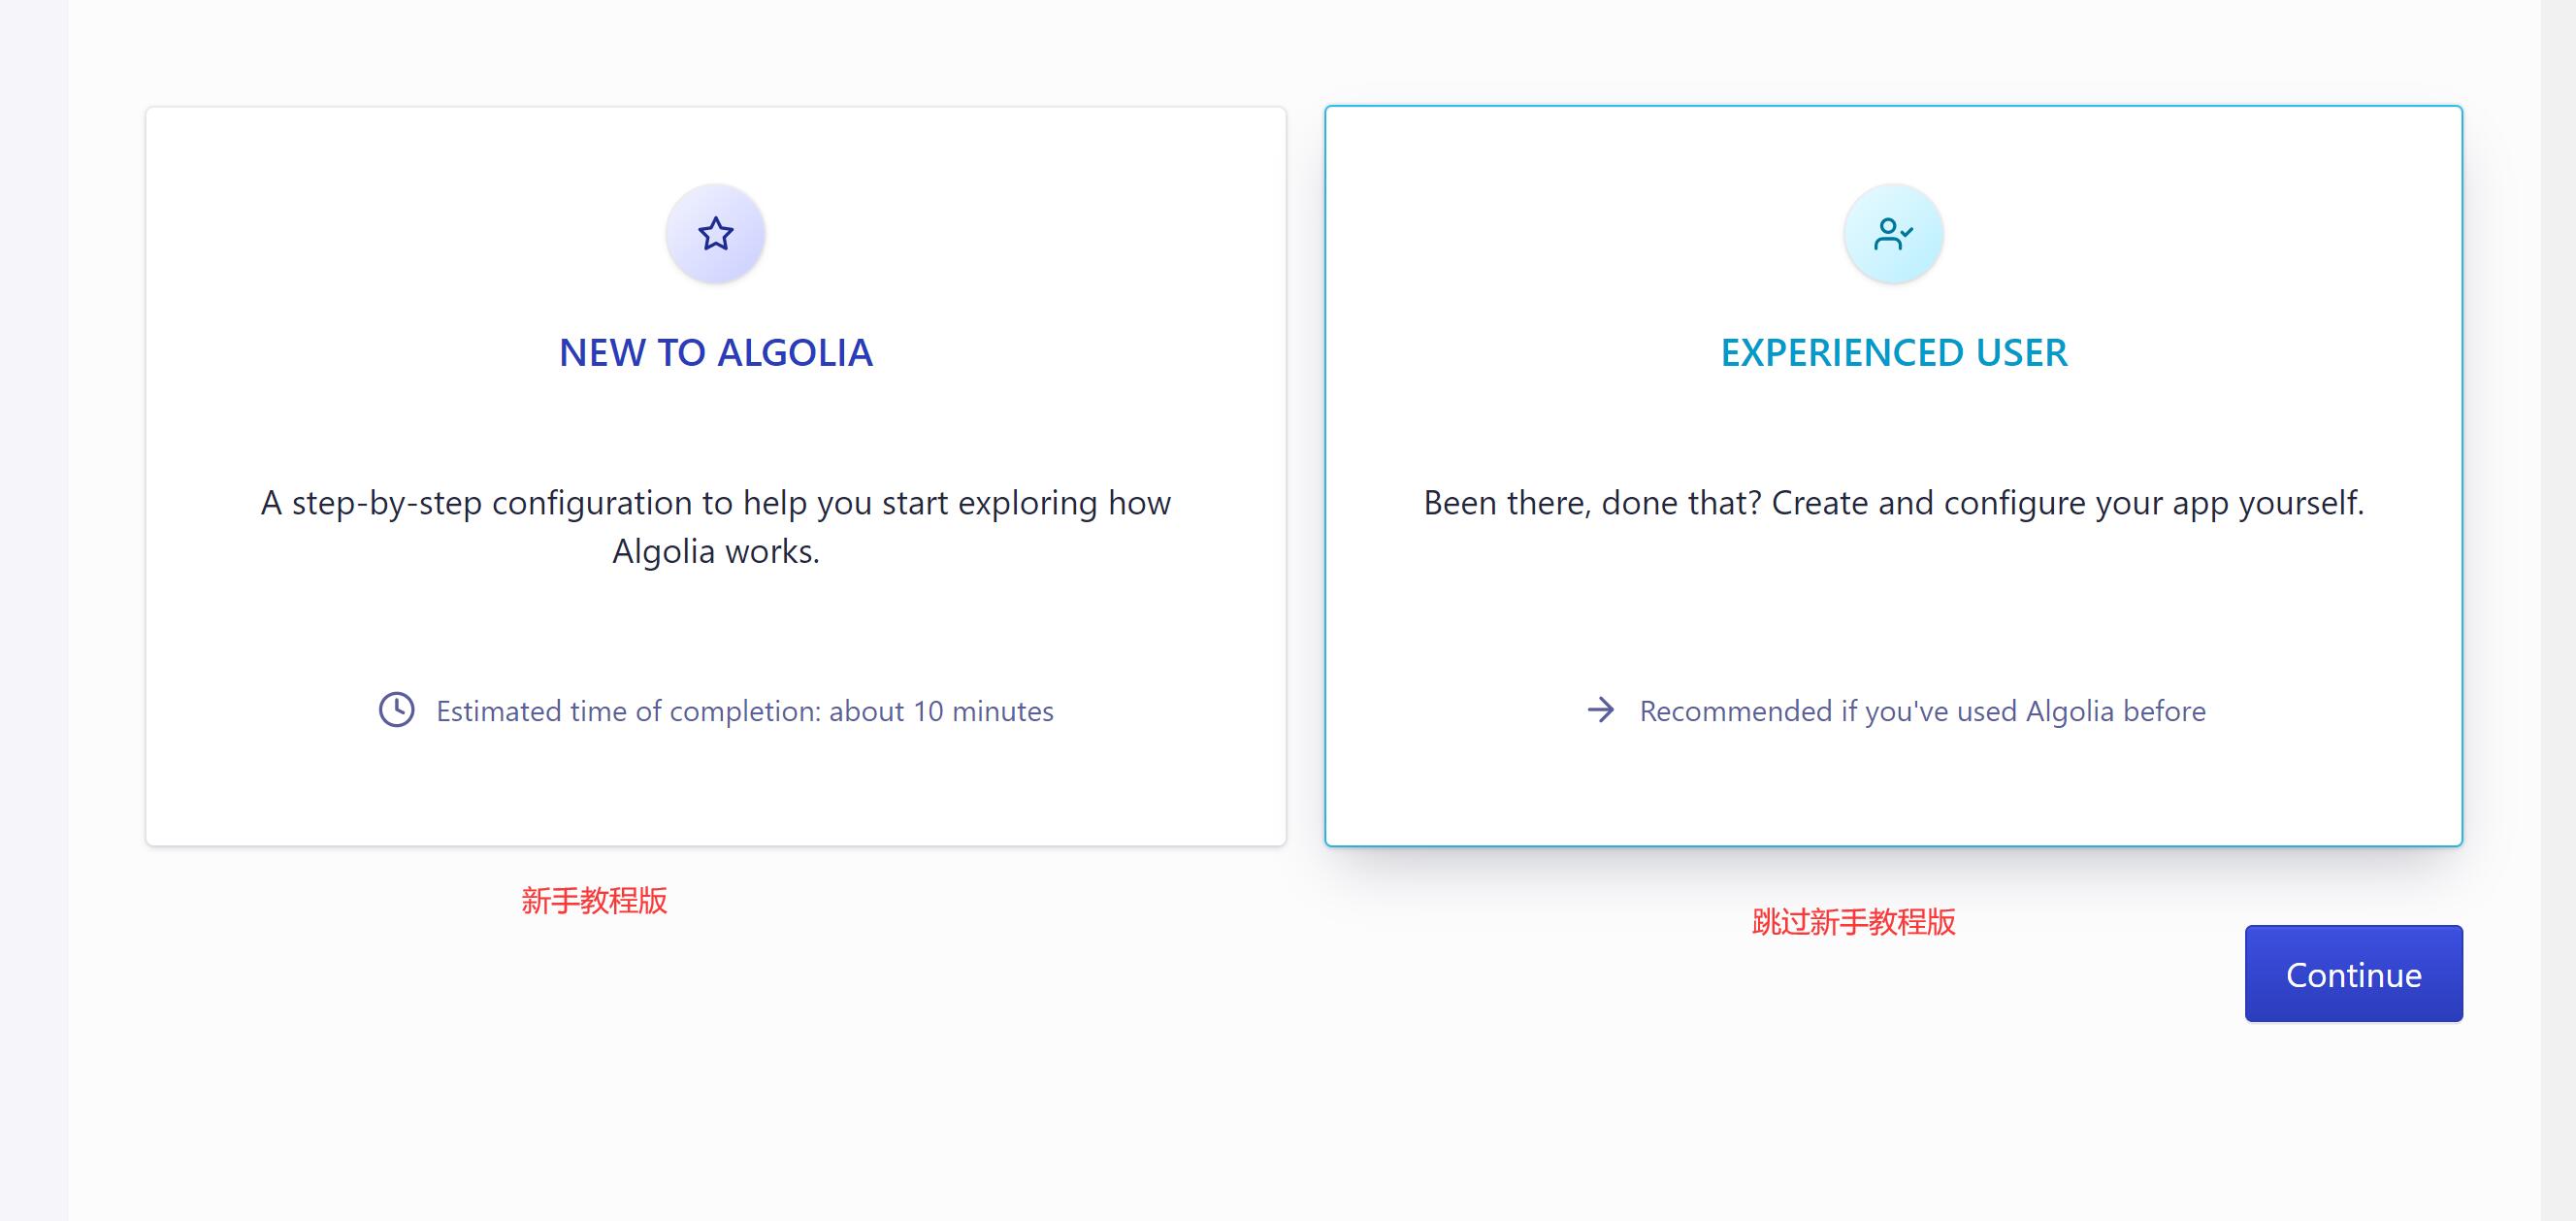 NEW TO ALGOLIA
A step-by-step configuration to help you start exploring how
Algolia works.
Estimated time of completion: about 10 minutes
新手教程版
EXPERIENCED USER
Been there, done that? Create and configure your app yourself.
Recommended if you've used Algolia before
跳过新手教程版
Continue